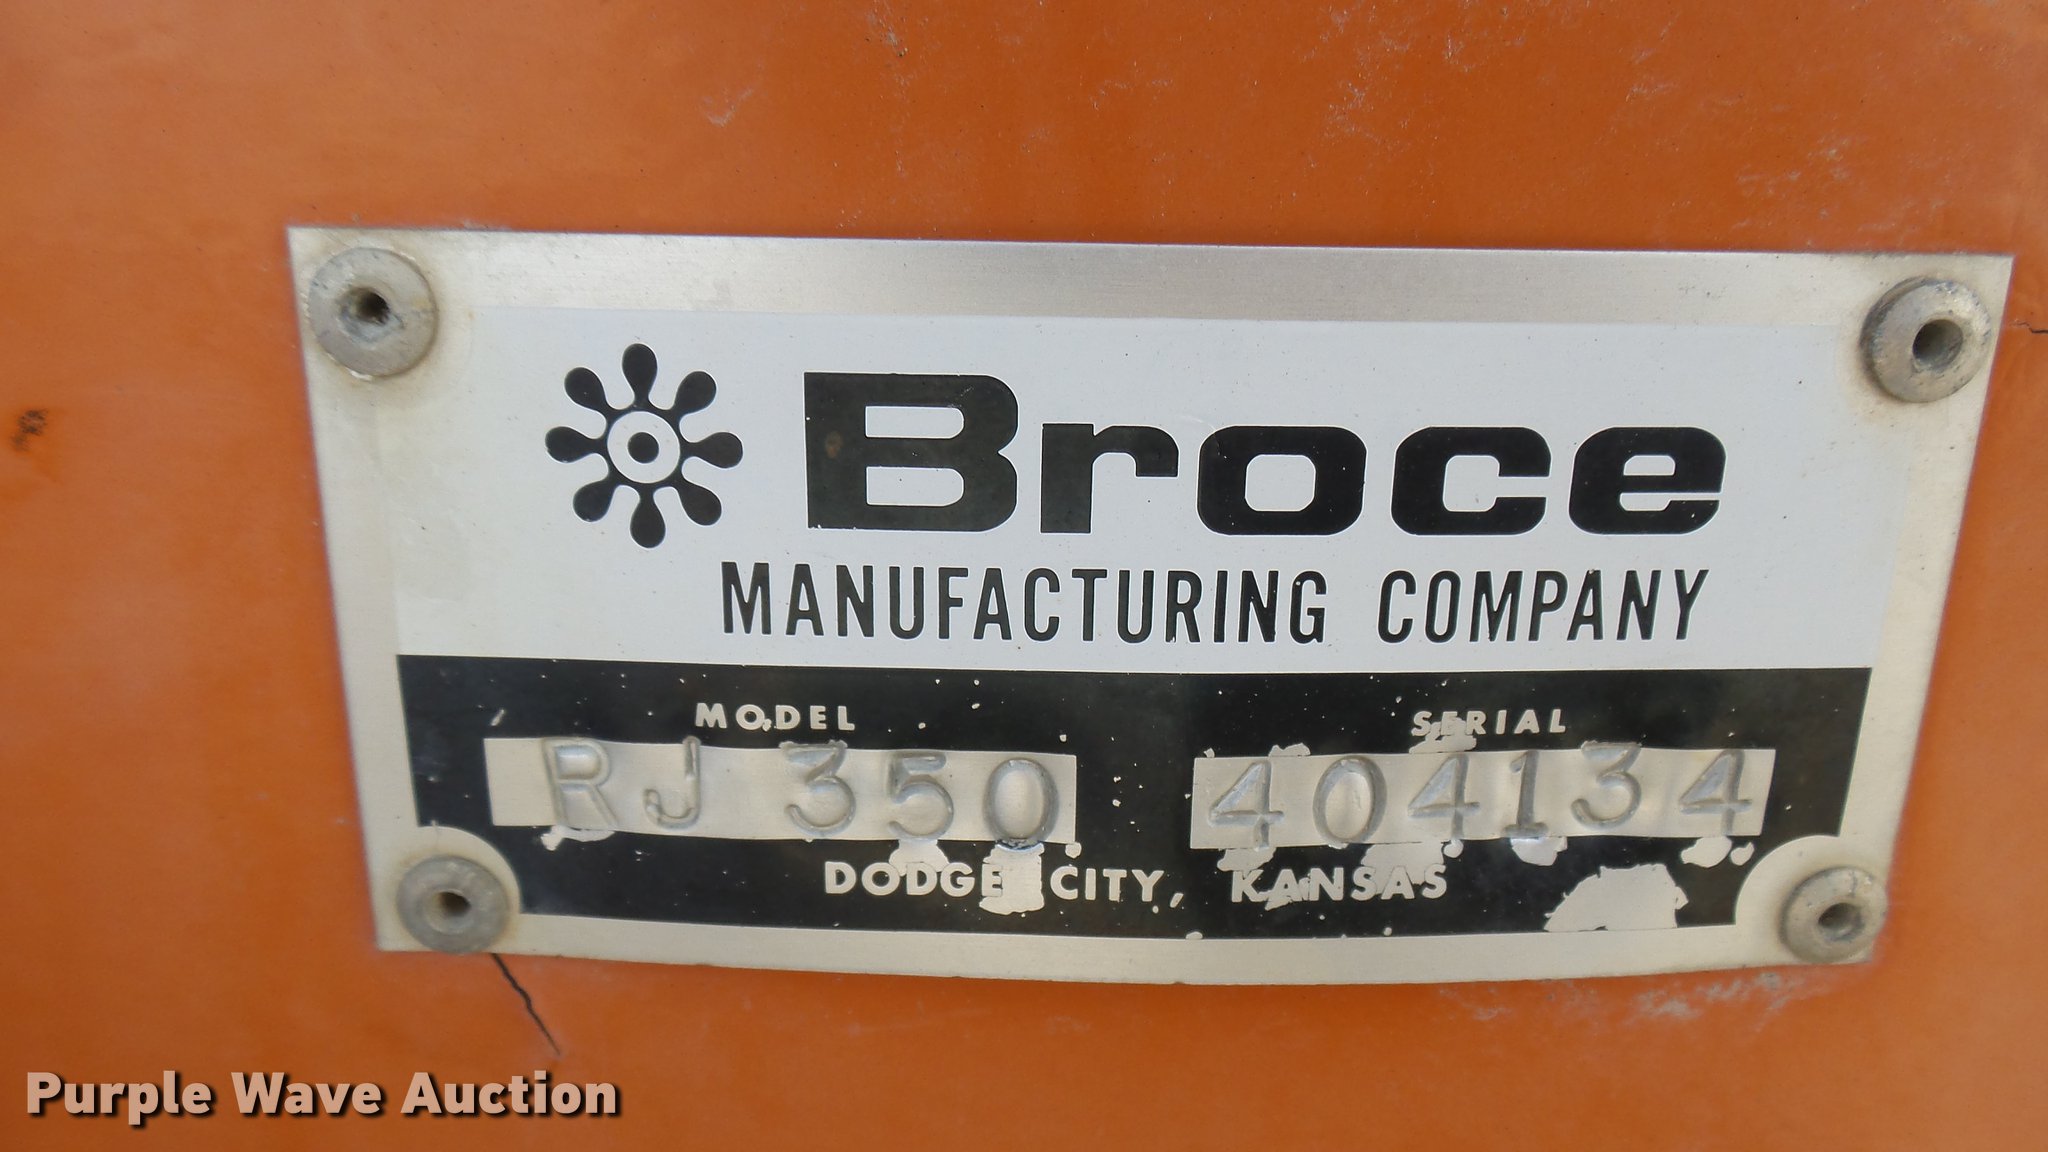 Broce
MANUFACTURING COMPANY
MODEL SERIAL
RJ 350 404134
DODGE CITY, KANSAS
Purple Wave Auction